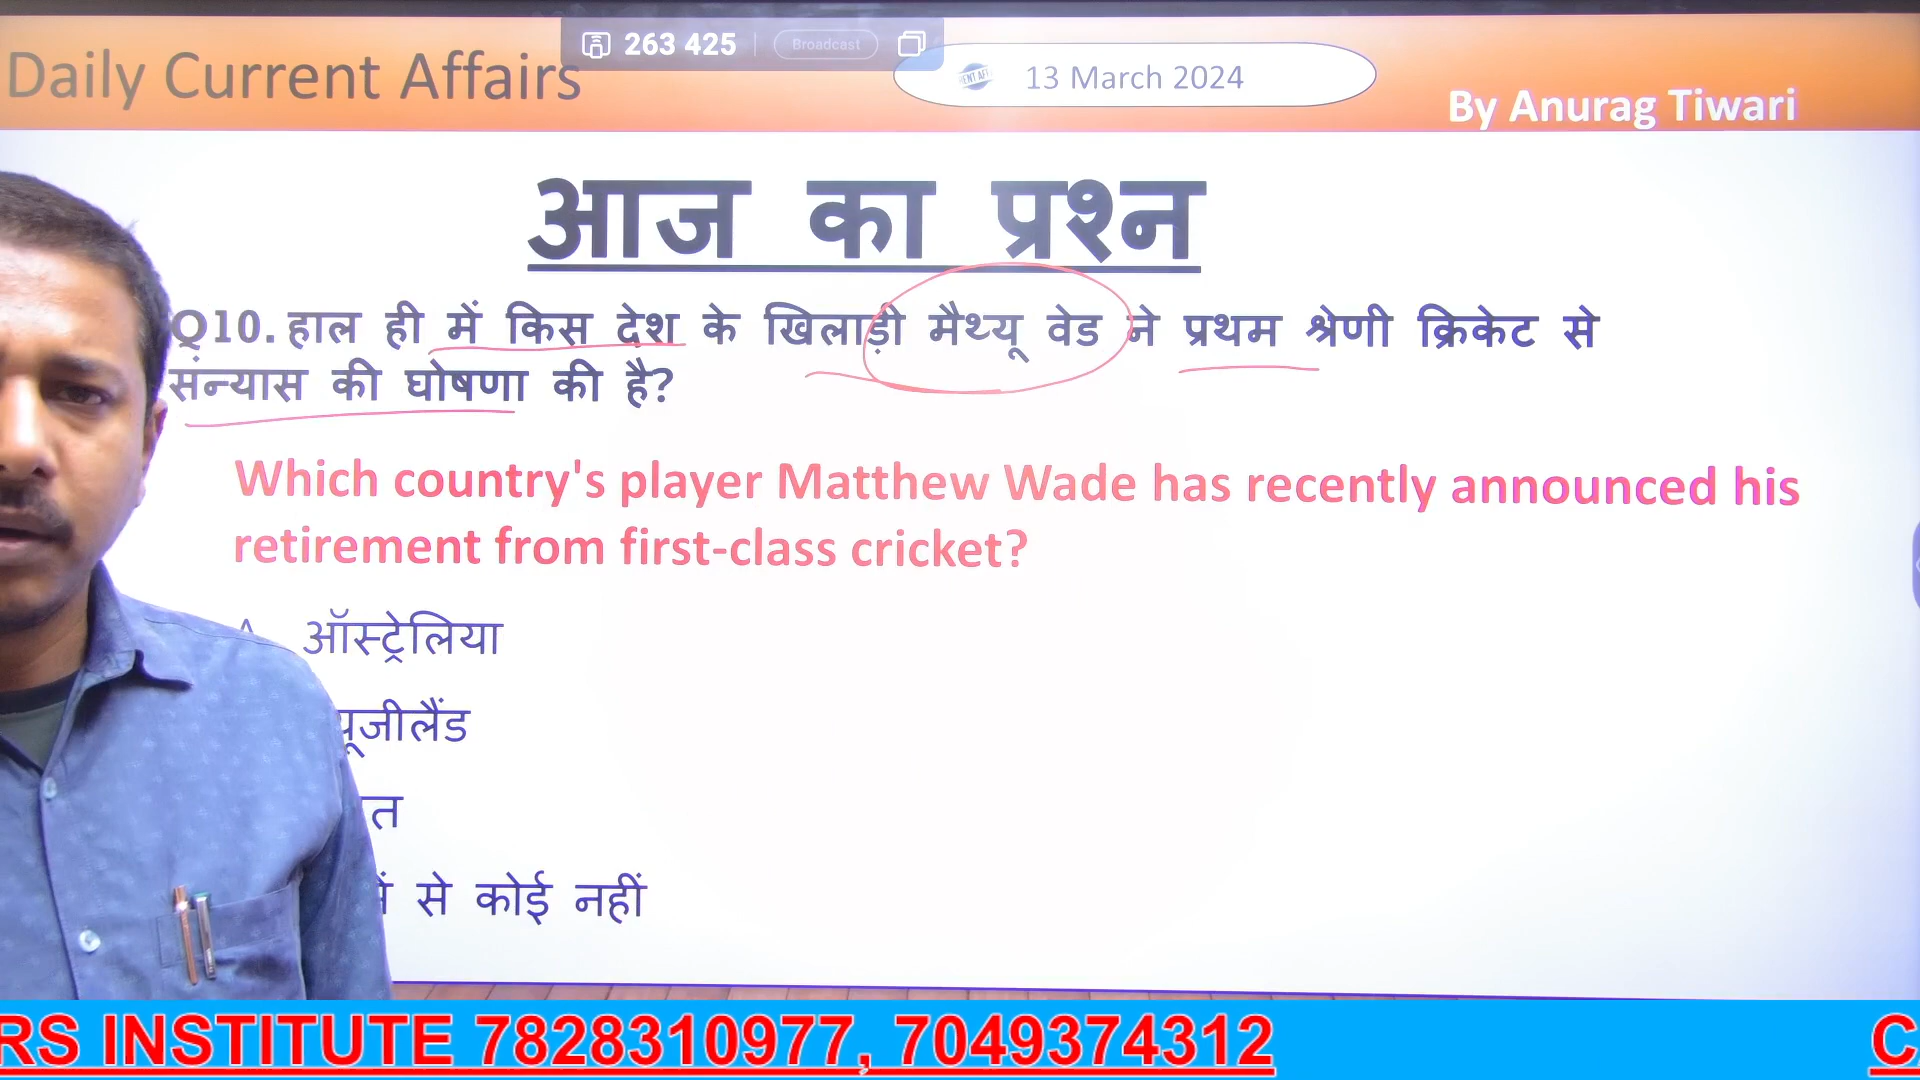 Daily Current Affairs
263 425
Broadcast
13 March 2024
By Anurag Tiwari
आज का प्रश्न
Q10. हाल ही में किस देश के खिलाड़ी मैथ्यू वेड ने प्रथम श्रेणी क्रिकेट से
संन्यास की घोषणा की है?
Which country's player Matthew Wade has recently announced his
retirement from first-class cricket?
ऑस्ट्रेलिया
से कोई नहीं
INSTITUTE 7828310977, 7049374312